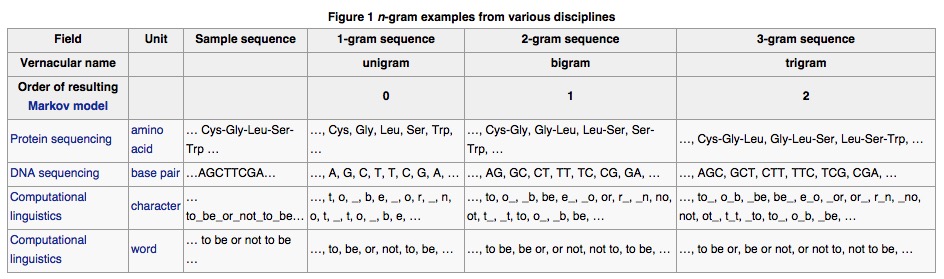 Figure 1 n-gram examples from various disciplines
Field Unit Sample sequence 1-gram sequence 2-gram sequence 3-gram sequence
Vernacular name unigram bigram trigram
Order of resulting
Markov model
0 1 2
Protein sequencing
amino
acid
… Cys-Gly-Leu-Ser-
Trp …
…, Cys, Gly, Leu, Ser, Trp,
…
…, Cys-Gly, Gly-Leu, Leu-Ser, Ser-
Trp, …
…, Cys-Gly-Leu, Gly-Leu-Ser, Leu-Ser-Trp, …
DNA sequencing base pair …AGCTTCGA… …, A, G, C, T, T, C, G, A, … …, AG, GC, CT, TT, TC, CG, GA, … …, AGC, GCT, CTT, TTC, TCG, CGA, …
Computational
linguistics
character
…
to_be_or_not_to_be…
…, t, o, _, b, e, _, o, r, _, n,
o, t, _, t, o, _, b, e, …
…, to, o_, _b, be, e_, _o, or, r_, _n, no,
ot, t_, _t, to, o_, _b, be, …
…, to_, o_b, _be, be_, e_o, _or, or_, r_n, _no,
not, ot_, t_t, _to, to_, o_b, _be, …
Computational
linguistics
word
… to be or not to be
…
…, to, be, or, not, to, be, …
…, to be, be or, or not, not to, to be, …
…, to be or, be or not, or not to, not to be, …